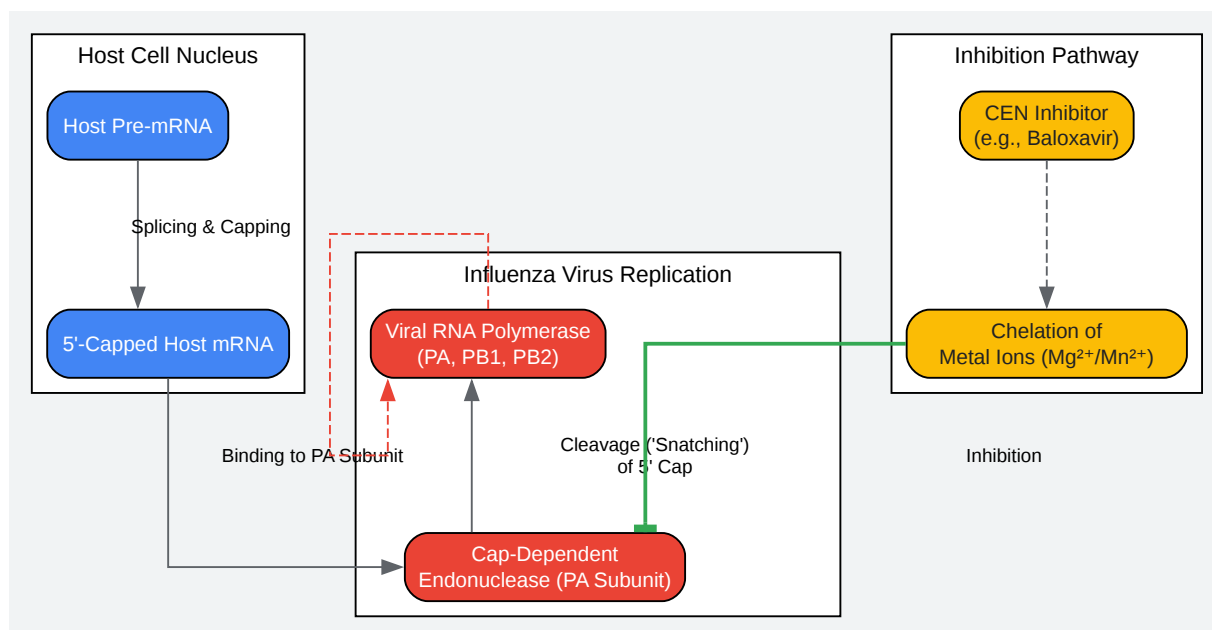 Host Cell Nucleus
Host Pre-mRNA
Splicing & Capping
5'-Capped Host mRNA
Binding to PA Subunit
Influenza Virus Replication
Viral RNA Polymerase
(PA, PB1, PB2)
Cleavage ('Snatching')
of 5' Cap
Cap-Dependent
Endonuclease (PA Subunit)
Inhibition Pathway
CEN Inhibitor
(e.g., Baloxavir)
Chelation of
Metal Ions (Mg²⁺/Mn²⁺)
Inhibition